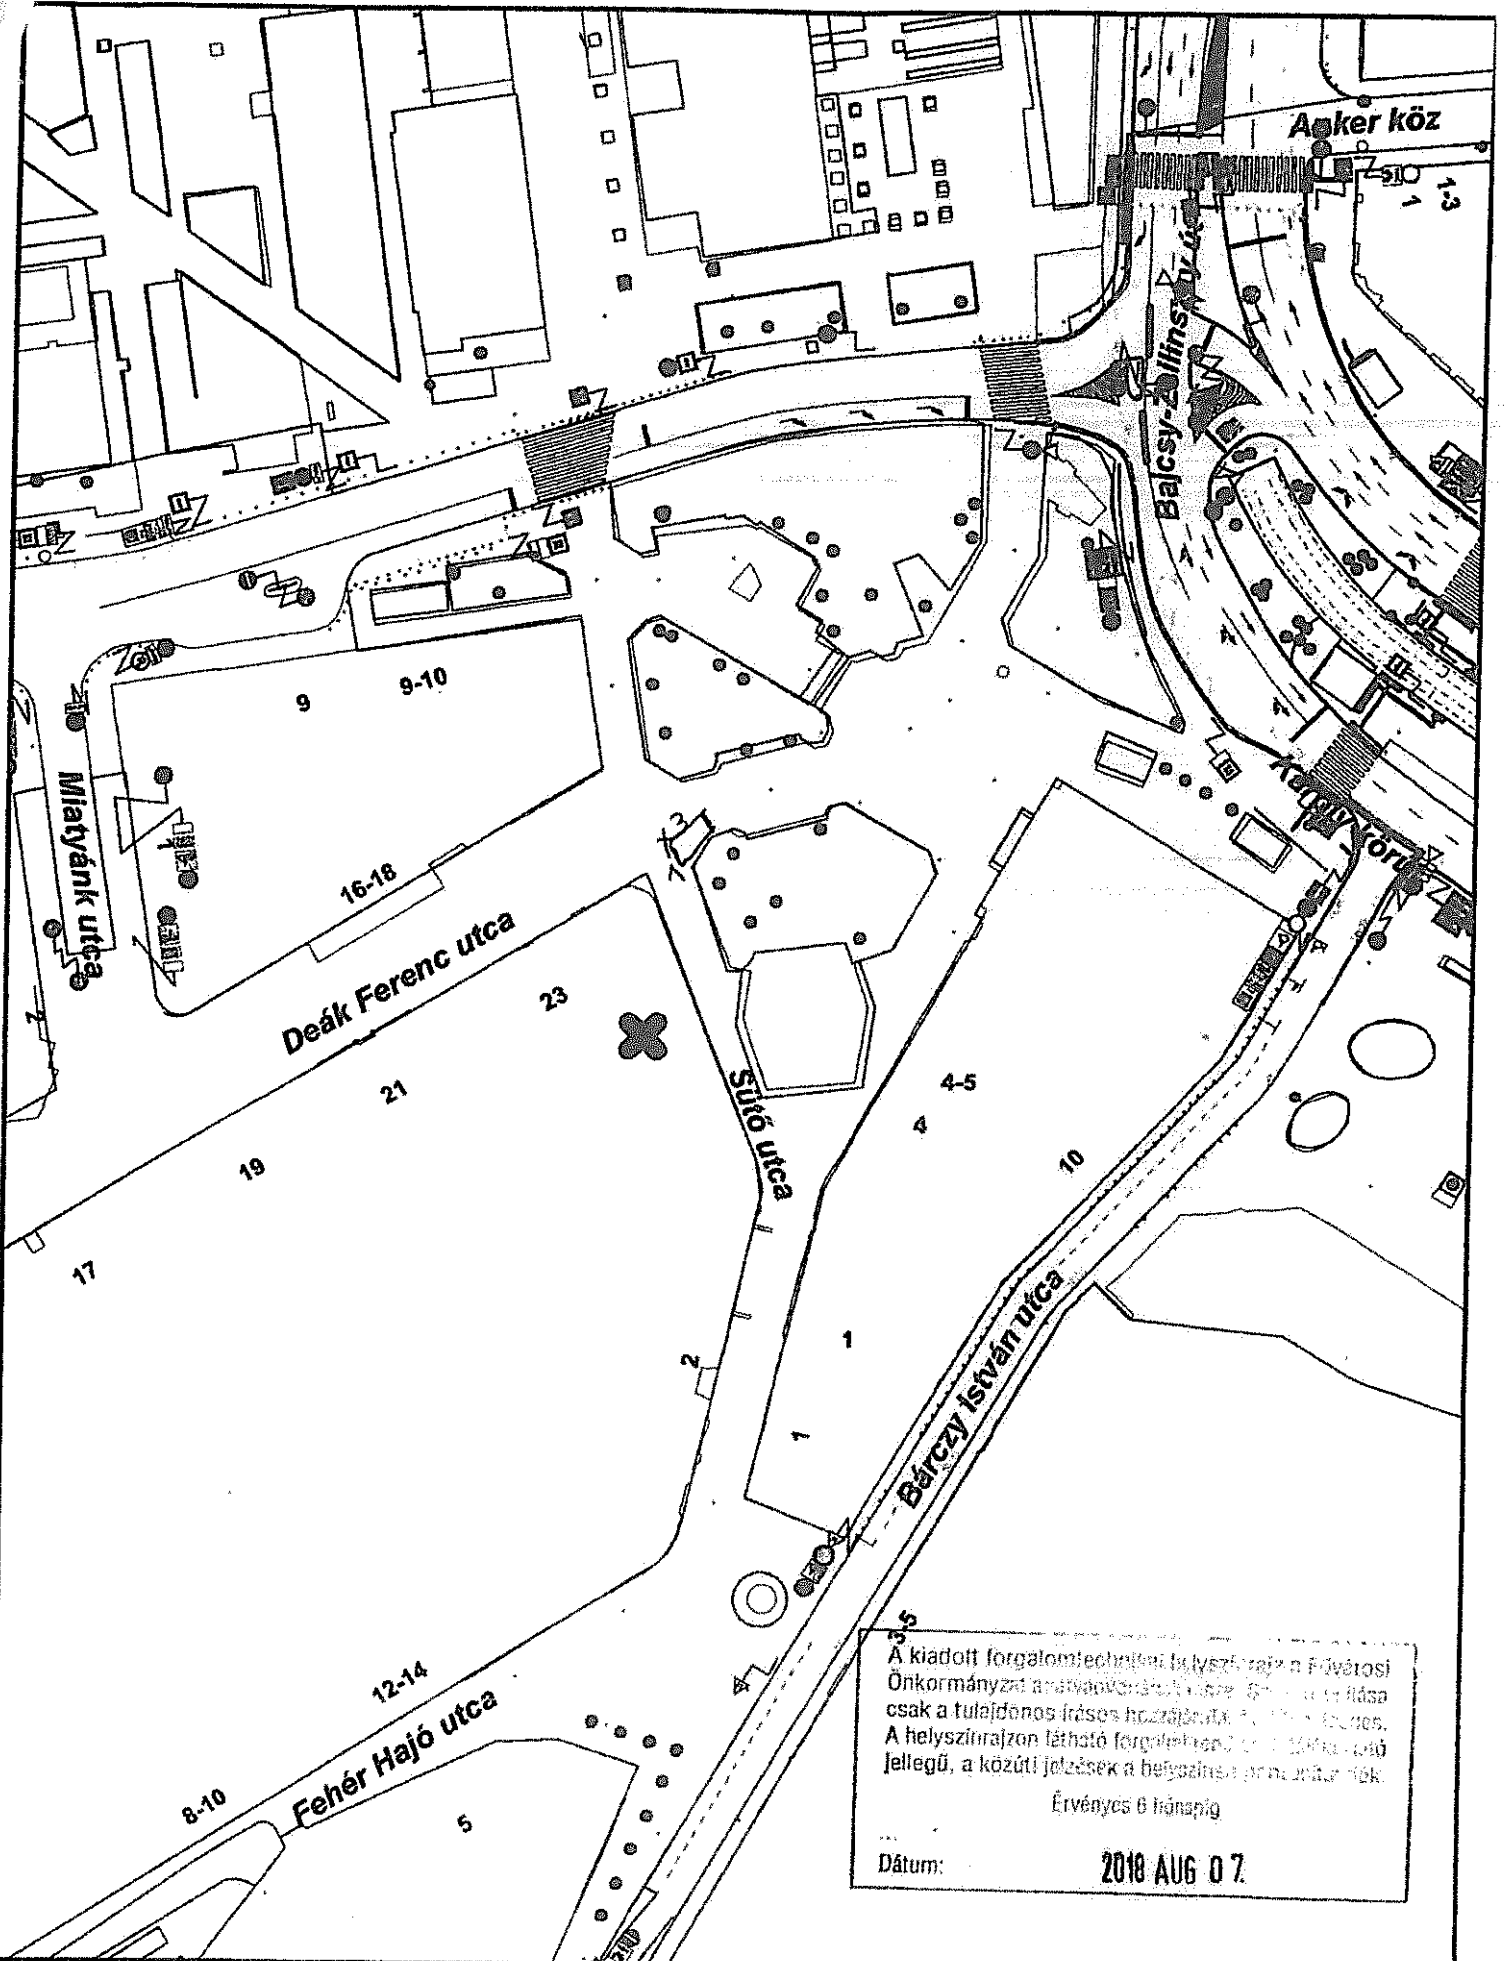 Anker köz
1-3
1
Bajcsy-Zsilinszky út
Károly körút
9
9-10
Miatyánk utca
7x3
16-18
Deák Ferenc utca
23
21
19
17
Sütő utca
4-5
4
10
1
2
1
Bárczy István utca
3-5
12-14
Fehér Hajó utca
8-10
5
A kiadott forgalomtechnikai helyszínrajz a Fővárosi
Önkormányzat
csak a tulajdonos írásos
A helyszínrajzon látható
jellegű, a közúti jelzések a helyszínen
Érvényes 6 hónapig
Dátum:
2018 AUG 07.